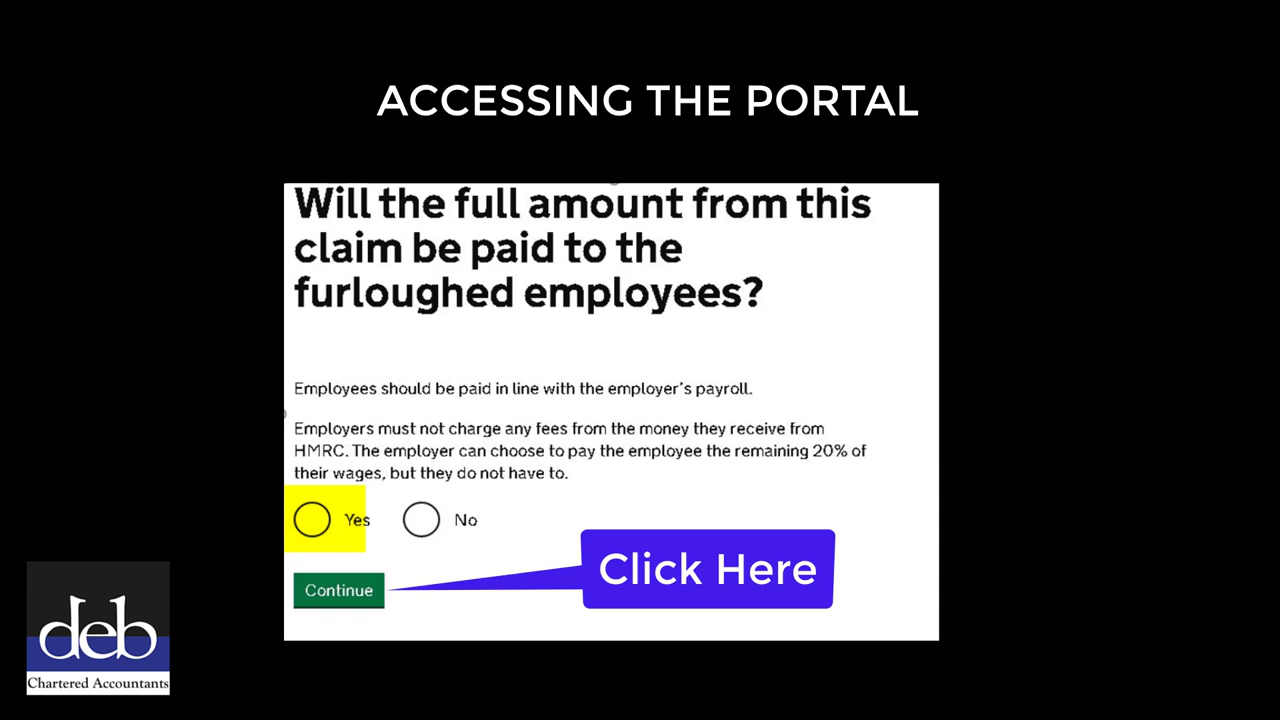 ACCESSING THE PORTAL
Will the full amount from this
claim be paid to the
furloughed employees?
Employees should be paid in line with the employer's payroll.
Employers must not charge any fees from the money they receive from
HMRC. The employer can choose to pay the employee the remaining 20% of
their wages, but they do not have to.
Yes No
Click Here
Continue
deb
Chartered Accountants